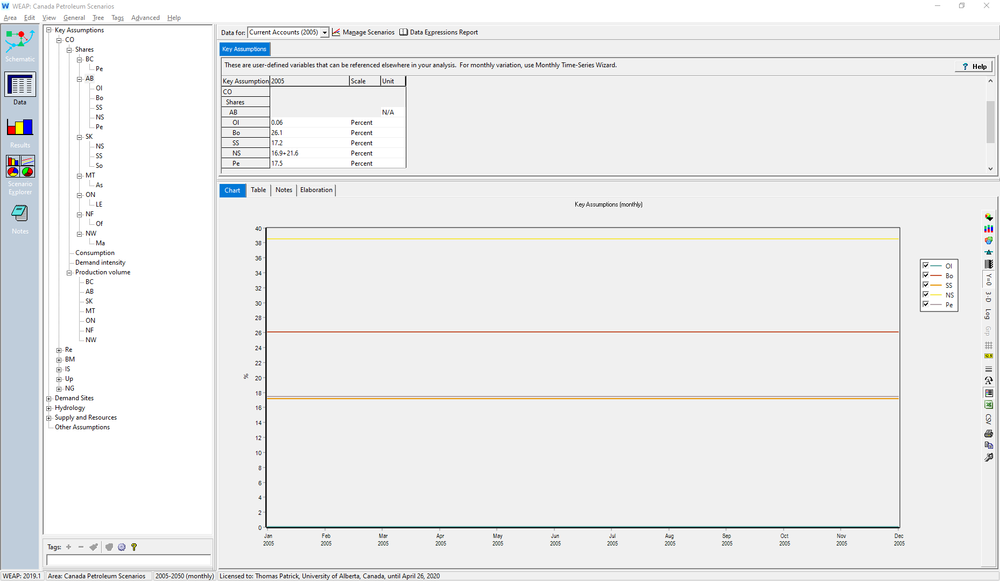 WEAP: Canada Petroleum Scenarios
Area Edit View General Tree Tags Advanced Help
Schematic
Data
Results
Scenario
Explorer
Notes
Key Assumptions
CO
Shares
BC
Pe
AB
OI
Bo
SS
NS
Pe
SK
NS
SS
So
MT
As
ON
LE
NF
Of
NW
Ma
Consumption
Demand intensity
Production volume
BC
AB
SK
MT
ON
NF
NW
Re
BM
IS
Up
NG
Demand Sites
Hydrology
Supply and Resources
Other Assumptions
Tags:
Data for: Current Accounts (2005) Manage Scenarios Data Expressions Report
Key Assumptions
These are user-defined variables that can be referenced elsewhere in your analysis. For monthly variation, use Monthly Time-Series Wizard.
? Help
Key Assumption 2005 Scale Unit
CO
Shares
AB N/A
OI 0.06 Percent
Bo 26.1 Percent
SS 17.2 Percent
NS 16.9+21.6 Percent
Pe 17.5 Percent
Chart Table Notes Elaboration
Key Assumptions (monthly)
%
40
38
36
34
32
30
28
26
24
22
20
18
16
14
12
10
8
6
4
2
0
Jan Feb Mar Apr May Jun Jul Aug Sep Oct Nov Dec
2005 2005 2005 2005 2005 2005 2005 2005 2005 2005 2005 2005
OI
Bo
SS
NS
Pe
Y=0
3-D
Log
Grp
12.5
CSV
WEAP: 2019.1 Area: Canada Petroleum Scenarios 2005-2050 (monthly) Licensed to: Thomas Patrick, University of Alberta, Canada, until April 26, 2020